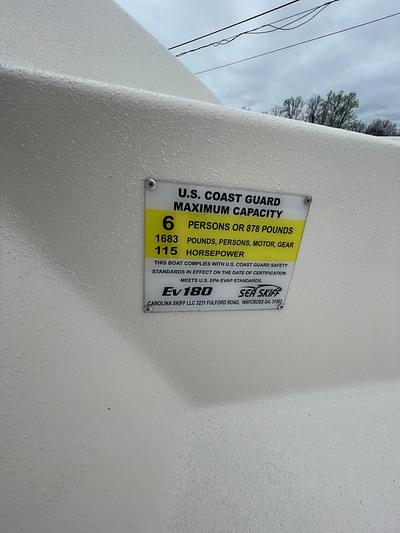 U.S. COAST GUARD
MAXIMUM CAPACITY
6 PERSONS OR 878 POUNDS
1683 POUNDS, PERSONS, MOTOR, GEAR
115 HORSEPOWER
THIS BOAT COMPLIES WITH U.S. COAST GUARD SAFETY
STANDARDS IN EFFECT ON THE DATE OF CERTIFICATION
MEETS U.S. EPA EVAP STANDARDS.
Ev180 SEA SKIFF
CAROLINA SKIFF LLC 3231 FULFORD ROAD, WAYCROSS GA. 31503